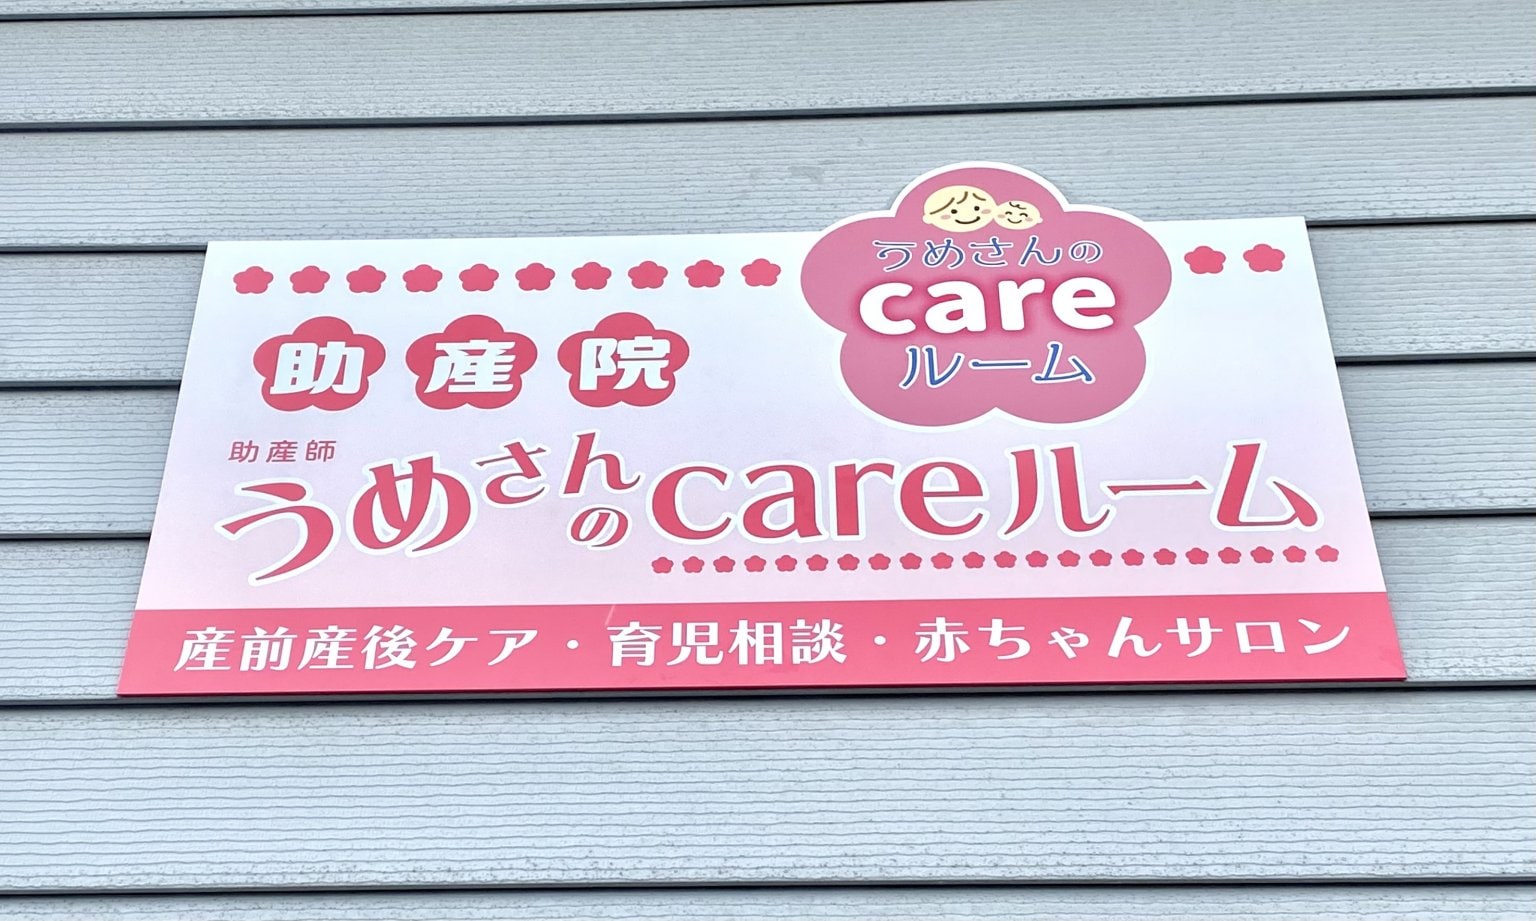 うめさんの
care
ルーム
助産院
助産師
うめさんのcareルーム
産前産後ケア・育児相談・赤ちゃんサロン